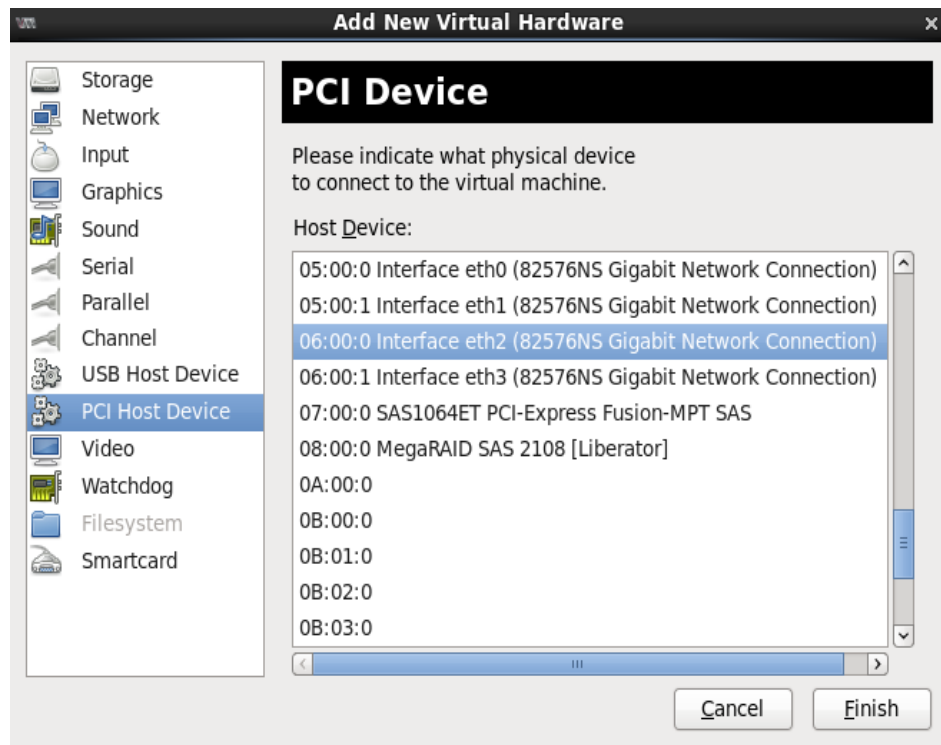 Add New Virtual Hardware
Storage
Network
Input
Graphics
Sound
Serial
Parallel
Channel
USB Host Device
PCI Host Device
Video
Watchdog
Filesystem
Smartcard
PCI Device
Please indicate what physical device
to connect to the virtual machine.
Host Device:
05:00:0 Interface eth0 (82576NS Gigabit Network Connection)
05:00:1 Interface eth1 (82576NS Gigabit Network Connection)
06:00:0 Interface eth2 (82576NS Gigabit Network Connection)
06:00:1 Interface eth3 (82576NS Gigabit Network Connection)
07:00:0 SAS1064ET PCI-Express Fusion-MPT SAS
08:00:0 MegaRAID SAS 2108 [Liberator]
0A:00:0
0B:00:0
0B:01:0
0B:02:0
0B:03:0
Cancel
Finish